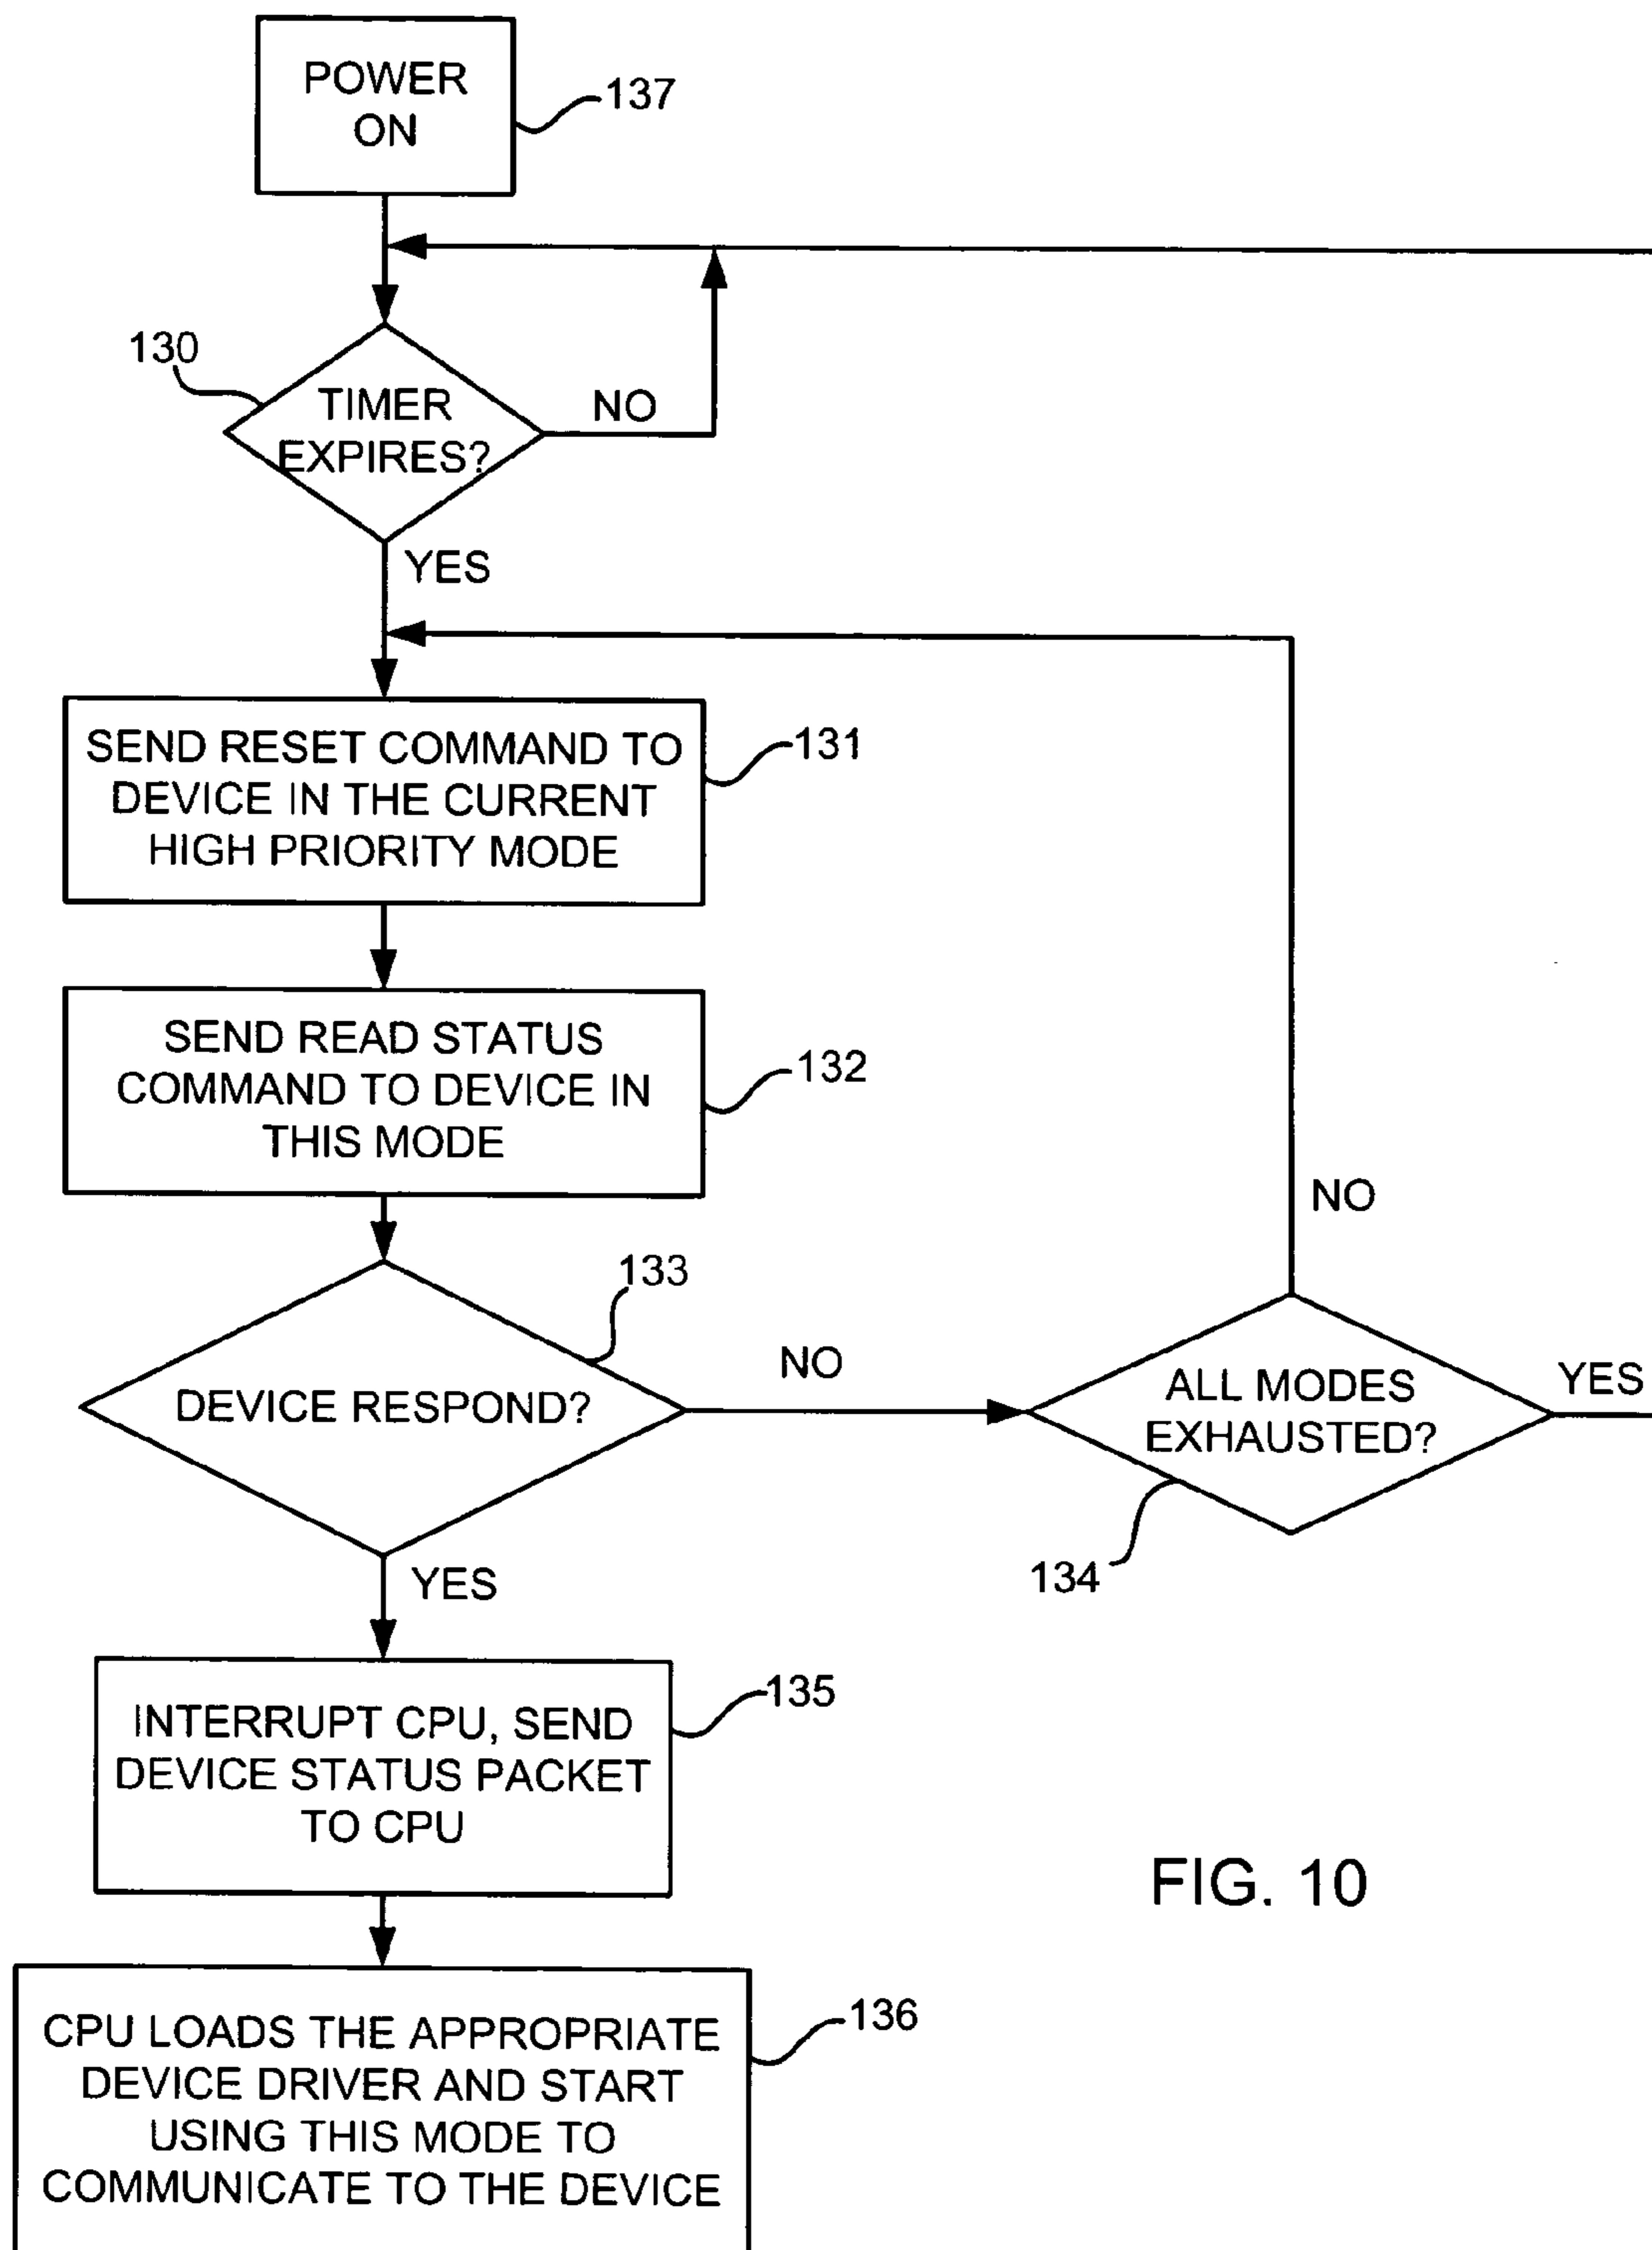 POWER
ON
137
130
TIMER
EXPIRES?
NO
YES
SEND RESET COMMAND TO
DEVICE IN THE CURRENT
HIGH PRIORITY MODE
131
SEND READ STATUS
COMMAND TO DEVICE IN
THIS MODE
132
NO
133
DEVICE RESPOND?
NO
ALL MODES
EXHAUSTED?
YES
134
YES
INTERRUPT CPU, SEND
DEVICE STATUS PACKET
TO CPU
135
FIG. 10
CPU LOADS THE APPROPRIATE
DEVICE DRIVER AND START
USING THIS MODE TO
COMMUNICATE TO THE DEVICE
136